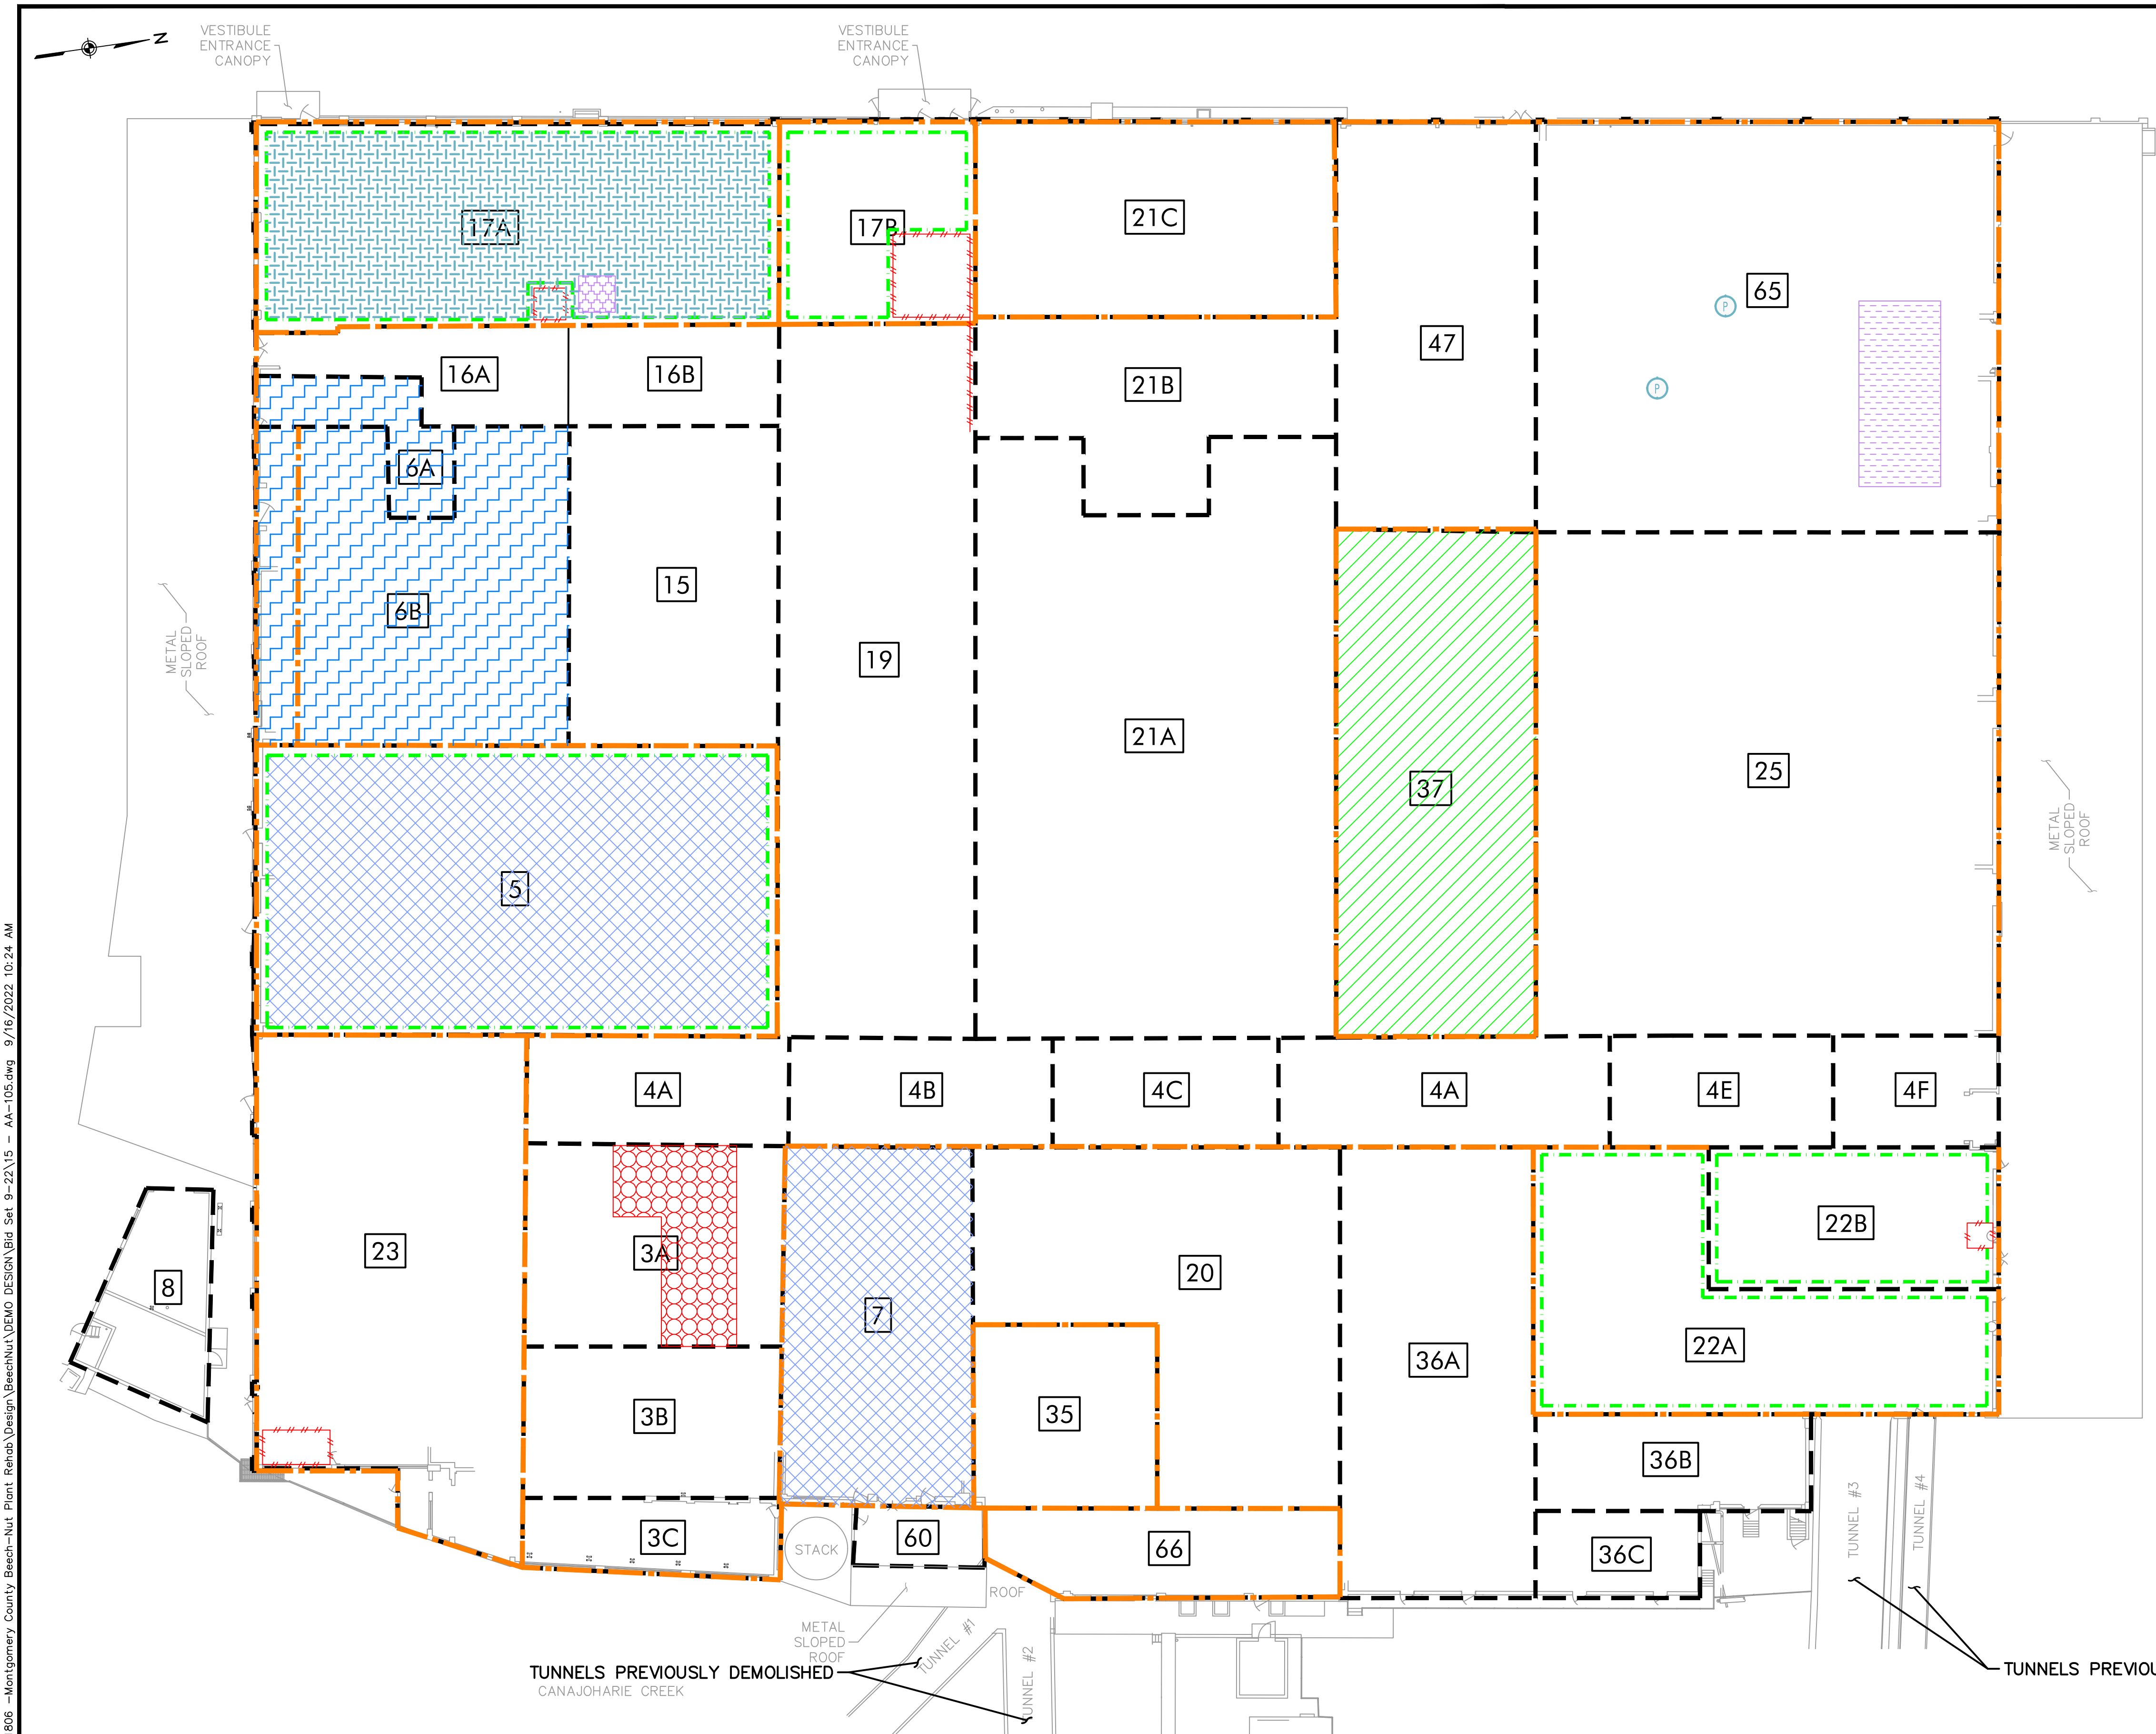 VESTIBULE
ENTRANCE
CANOPY
VESTIBULE
ENTRANCE
CANOPY
N
17A
17B
21C
65
P
P
47
16A
16B
21B
6A
6B
15
19
21A
37
25
5
METAL
SLOPED
ROOF
METAL
SLOPED
ROOF
4A
4B
4C
4A
4E
4F
23
3A
7
20
22B
22A
8
3B
35
36A
36B
3C
STACK
60
66
36C
ROOF
METAL
SLOPED
ROOF
TUNNEL #1
TUNNEL #2
TUNNEL #3
TUNNEL #4
TUNNELS PREVIOUSLY DEMOLISHED
CANAJOHARIE CREEK
TUNNELS PREVIOU
806 -Montgomery County Beech-Nut Plant Rehab\Design\BeechNut\DEMO DESIGN\Bid Set 9-22\15 - AA-105.dwg 9/16/2022 10:24 AM